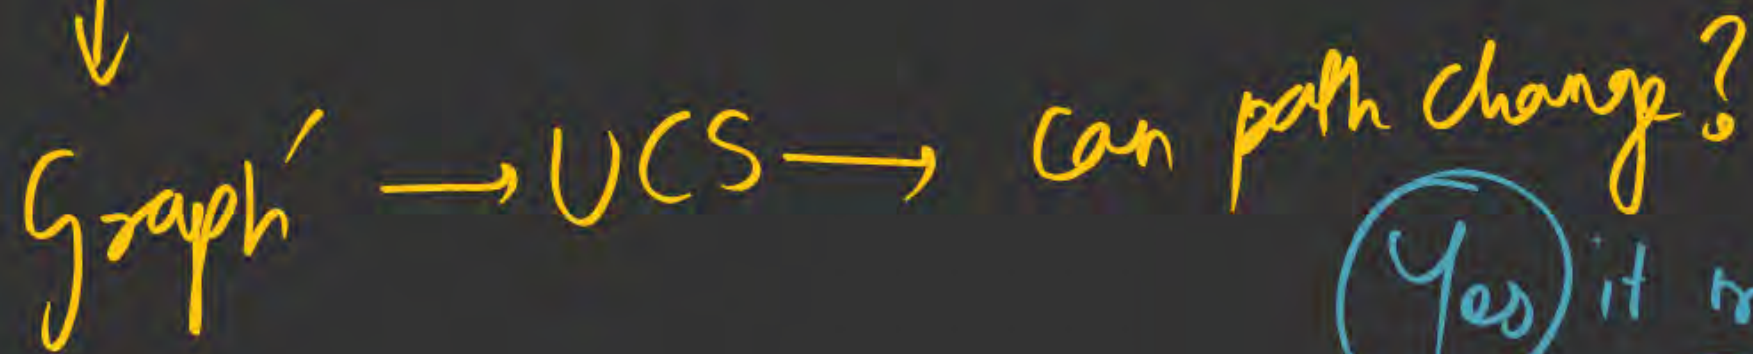 Graph' → UCS → Can path change?
Yes it